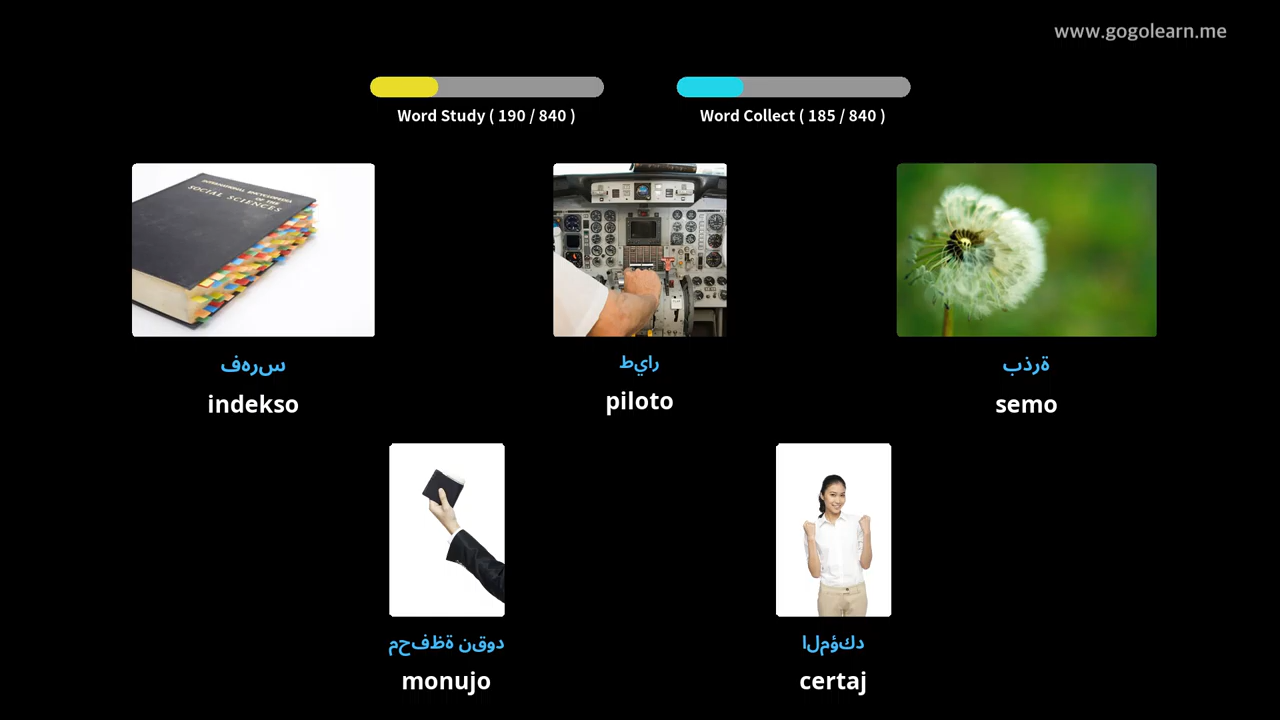 www.gogolearn.me
Word Study ( 190 / 840 )
Word Collect ( 185 / 840 )
سرهف
indekso
رايط
piloto
ةرذب
semo
دوقن ةظفحم
monujo
دكؤملا
certaj
INTERNATIONAL ENCYCLOPEDIA
OF THE
SOCIAL SCIENCES